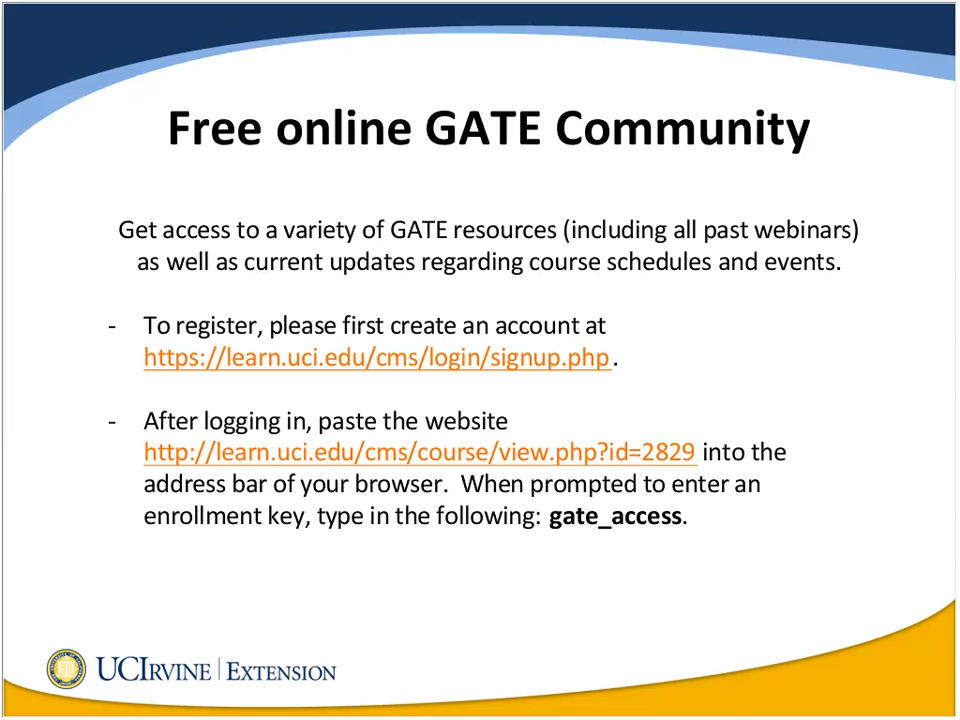 Free online GATE Community
Get access to a variety of GATE resources (including all past webinars)
as well as current updates regarding course schedules and events.
- To register, please first create an account at
https://learn.uci.edu/cms/login/signup.php.
- After logging in, paste the website
http://learn.uci.edu/cms/course/view.php?id=2829 into the
address bar of your browser.  When prompted to enter an
enrollment key, type in the following: gate_access.
UCIRVINE | EXTENSION